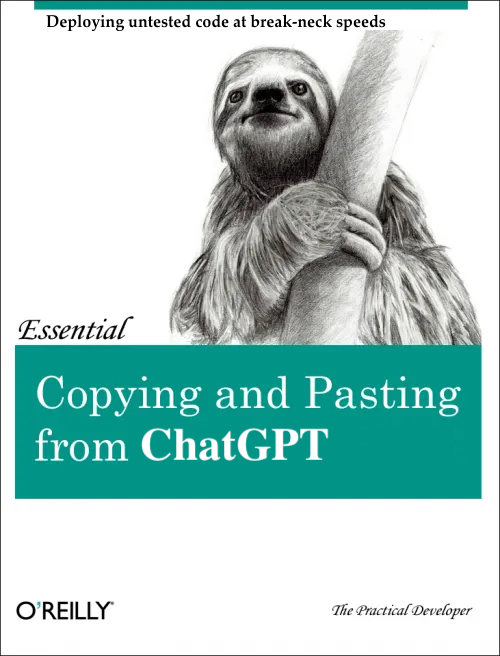 Deploying untested code at break-neck speeds
Essential
Copying and Pasting
from ChatGPT
O'REILLY®
The Practical Developer